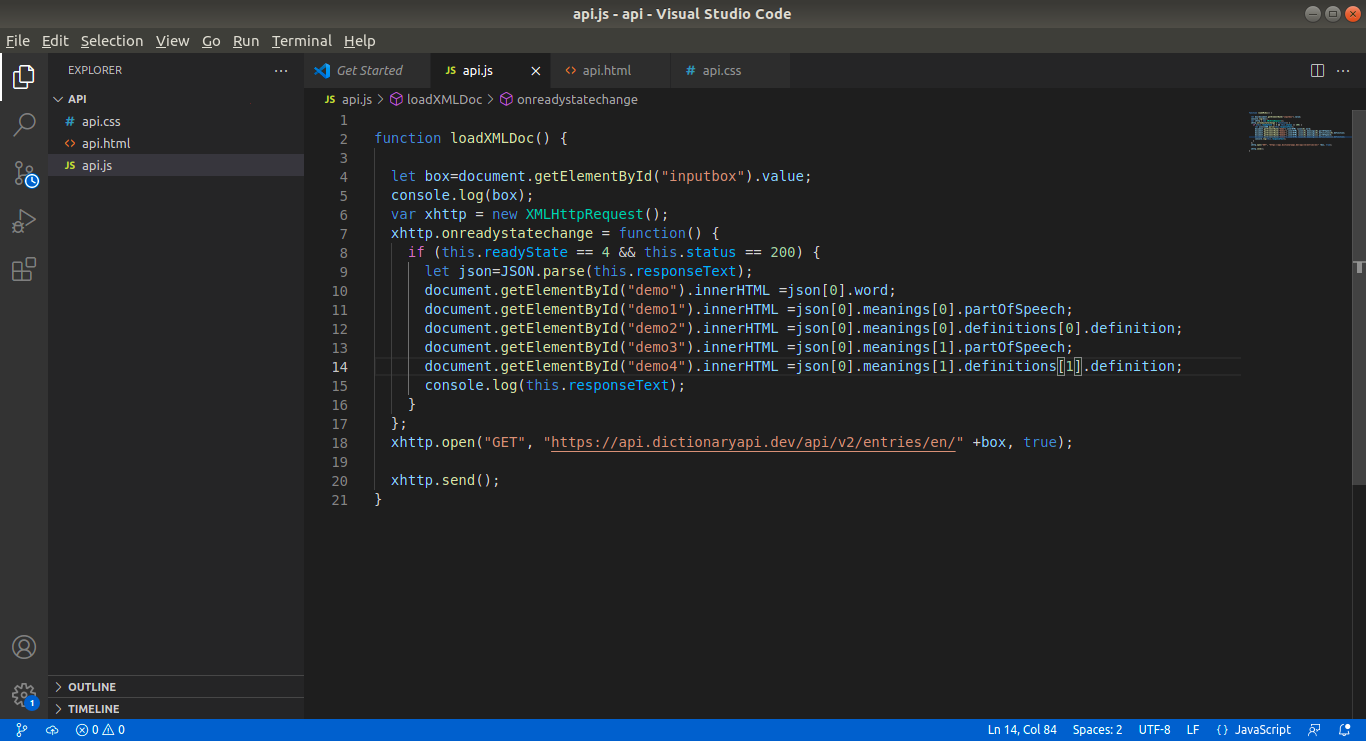 api.js - api - Visual Studio Code
File Edit Selection View Go Run Terminal Help
EXPLORER
API
# api.css
<> api.html
JS api.js
OUTLINE
TIMELINE
Get Started
JS api.js
<> api.html
# api.css
JS api.js > loadXMLDoc > onreadystatechange
1
2 function loadXMLDoc() {
3
4 let box=document.getElementById("inputbox").value;
5 console.log(box);
6 var xhttp = new XMLHttpRequest();
7 xhttp.onreadystatechange = function() {
8 if (this.readyState == 4 && this.status == 200) {
9 let json=JSON.parse(this.responseText);
10 document.getElementById("demo").innerHTML =json[0].word;
11 document.getElementById("demo1").innerHTML =json[0].meanings[0].partOfSpeech;
12 document.getElementById("demo2").innerHTML =json[0].meanings[0].definitions[0].definition;
13 document.getElementById("demo3").innerHTML =json[0].meanings[1].partOfSpeech;
14 document.getElementById("demo4").innerHTML =json[0].meanings[1].definitions[1].definition;
15 console.log(this.responseText);
16 }
17 };
18 xhttp.open("GET", "https://api.dictionaryapi.dev/api/v2/entries/en/" +box, true);
19
20 xhttp.send();
21 }
1
0 0
Ln 14, Col 84 Spaces: 2 UTF-8 LF {} JavaScript